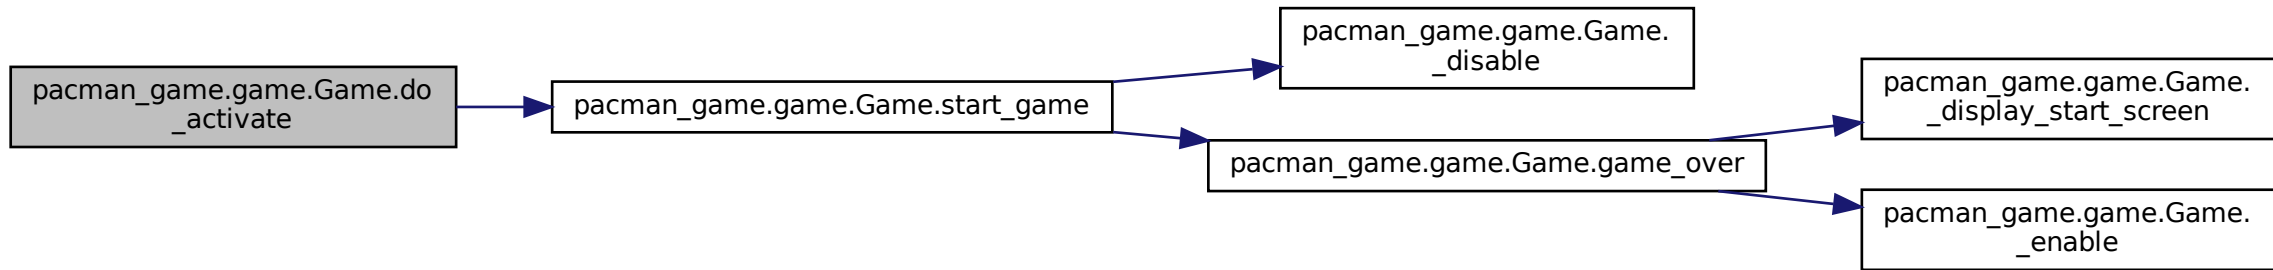 pacman_game.game.Game.do
_activate
pacman_game.game.Game.start_game
pacman_game.game.Game.
_disable
pacman_game.game.Game.game_over
pacman_game.game.Game.
_display_start_screen
pacman_game.game.Game.
_enable